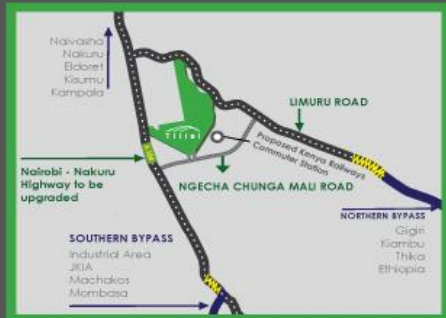 Naivasha
Nakuru
Eldoret
Kisumu
Kampala
LIMURU ROAD
Tilisi
Proposed Kenya Railways
Commuter Station
Nairobi - Nakuru
Highway to be
upgraded
NGECHA CHUNGA MALI ROAD
NORTHERN BYPASS
Gigiri
Kiambu
Thika
Ethiopia
SOUTHERN BYPASS
Industrial Area
JKIA
Machakos
Mombasa